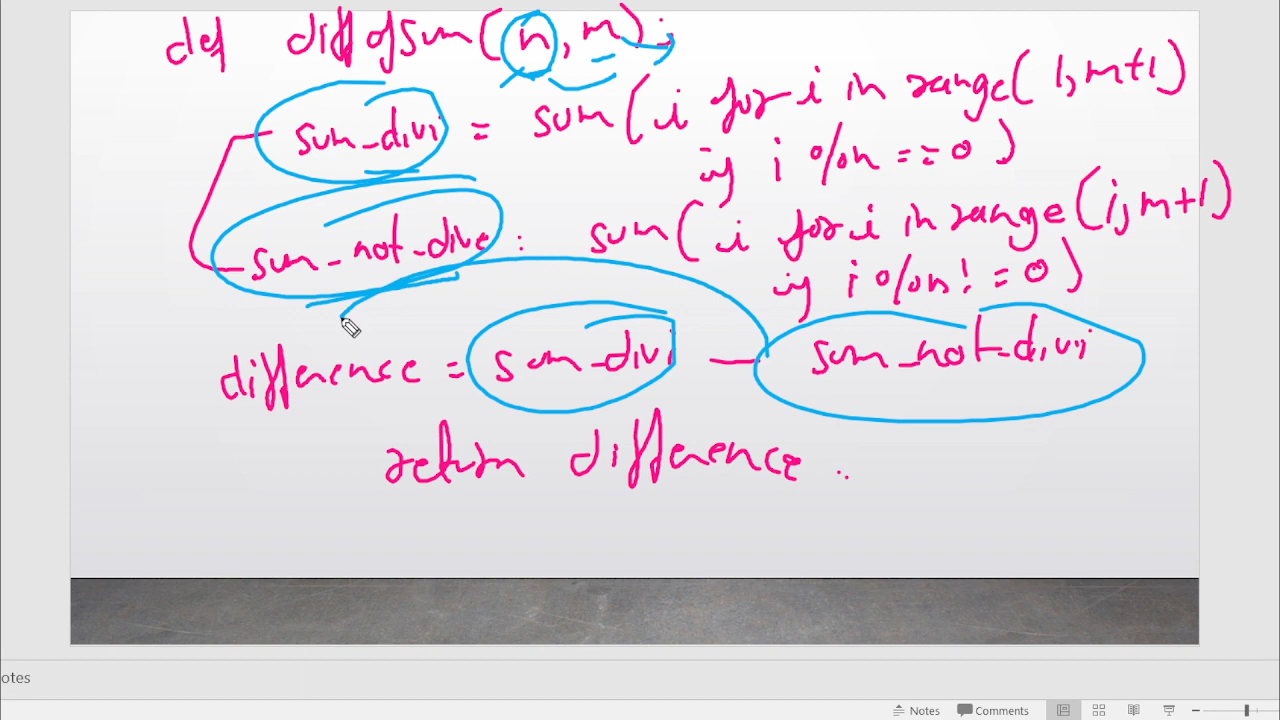 def diffofsum(n, m):
sum_divi = sum(i for i in range(1, m+1)
if i % n == 0)
sum_not_divi : sum(i for i in range(1, m+1)
if i % n != 0)
difference = sum_divi - sum_not_divi
return difference.
otes
Notes Comments